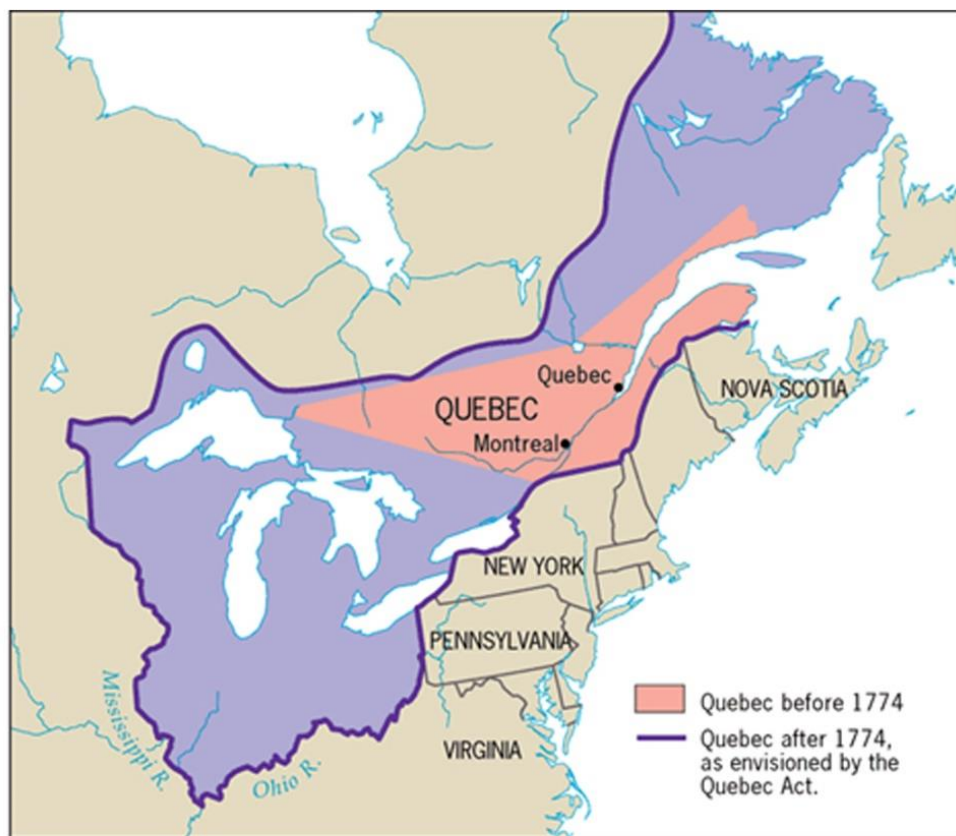 Quebec
NOVA SCOTIA
QUEBEC
Montreal
NEW YORK
PENNSYLVANIA
Mississippi R.
Ohio R.
VIRGINIA
Quebec before 1774
Quebec after 1774,
as envisioned by the
Quebec Act.